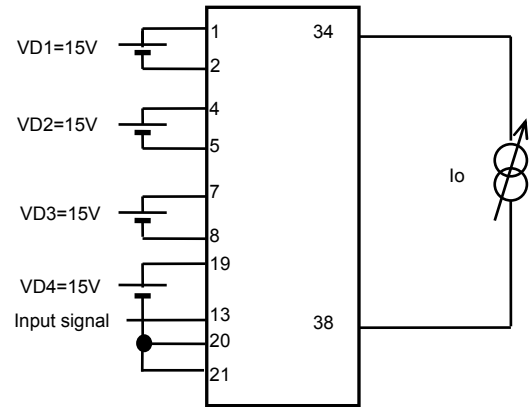 1
34
VD1=15V
2
4
VD2=15V
5
7
Io
VD3=15V
8
19
VD4=15V
Input signal
13
38
20
21